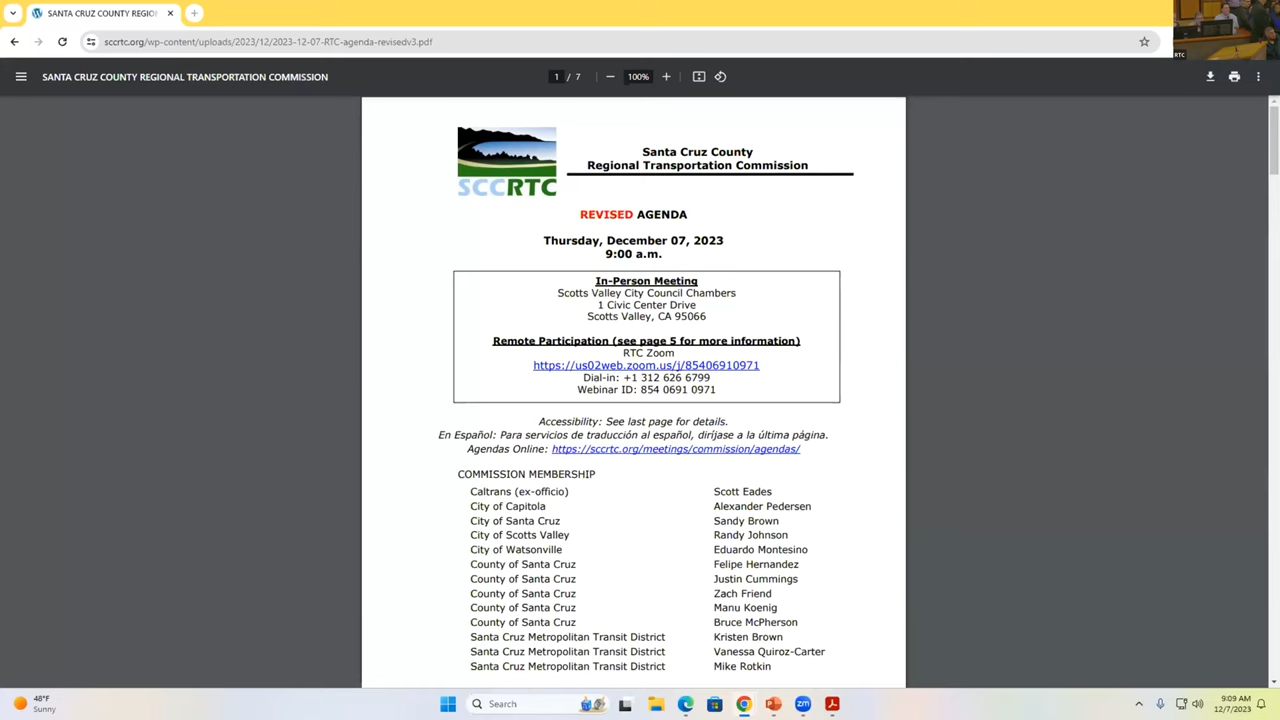 SANTA CRUZ COUNTY REGIO
sccrtc.org/wp-content/uploads/2023/12/2023-12-07-RTC-agenda-revisedv3.pdf
RTC
SANTA CRUZ COUNTY REGIONAL TRANSPORTATION COMMISSION
1 / 7
100%
SCCRTC
Santa Cruz County
Regional Transportation Commission
REVISED AGENDA
Thursday, December 07, 2023
9:00 a.m.
In-Person Meeting
Scotts Valley City Council Chambers
1 Civic Center Drive
Scotts Valley, CA 95066
Remote Participation (see page 5 for more information)
RTC Zoom
https://us02web.zoom.us/j/85406910971
Dial-in: +1 312 626 6799
Webinar ID: 854 0691 0971
Accessibility: See last page for details.
En Español: Para servicios de traducción al español, diríjase a la última página.
Agendas Online: https://sccrtc.org/meetings/commission/agendas/
COMMISSION MEMBERSHIP
Caltrans (ex-officio) Scott Eades
City of Capitola Alexander Pedersen
City of Santa Cruz Sandy Brown
City of Scotts Valley Randy Johnson
City of Watsonville Eduardo Montesino
County of Santa Cruz Felipe Hernandez
County of Santa Cruz Justin Cummings
County of Santa Cruz Zach Friend
County of Santa Cruz Manu Koenig
County of Santa Cruz Bruce McPherson
Santa Cruz Metropolitan Transit District Kristen Brown
Santa Cruz Metropolitan Transit District Vanessa Quiroz-Carter
Santa Cruz Metropolitan Transit District Mike Rotkin
48°F
Sunny
Search
zm
9:09 AM
12/7/2023